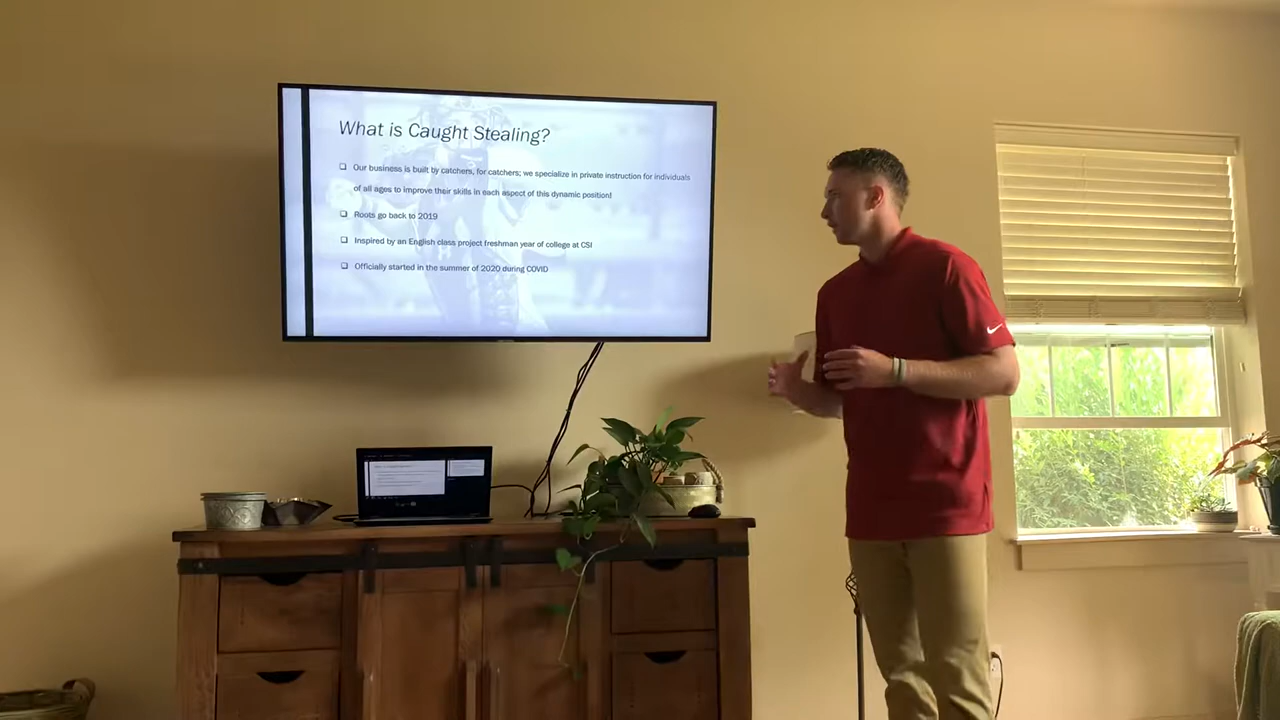 What is Caught Stealing?
Our business is built by catchers, for catchers; we specialize in private instruction for individuals
of all ages to improve their skills in each aspect of this dynamic position!
Roots go back to 2019
Inspired by an English class project freshman year of college at CSI
Officially started in the summer of 2020 during COVID